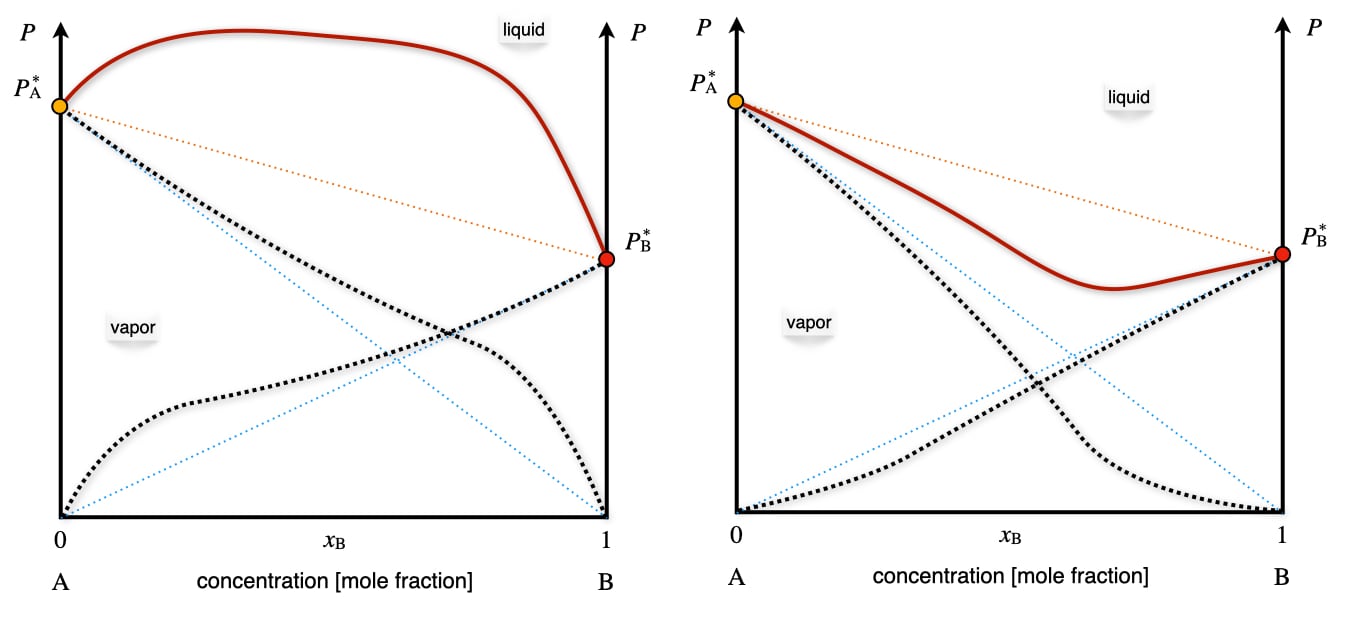 P
P
liquid
P*A
P*B
vapor
0
xB
1
A
concentration [mole fraction]
B
P
P
P*A
liquid
P*B
vapor
0
xB
1
A
concentration [mole fraction]
B